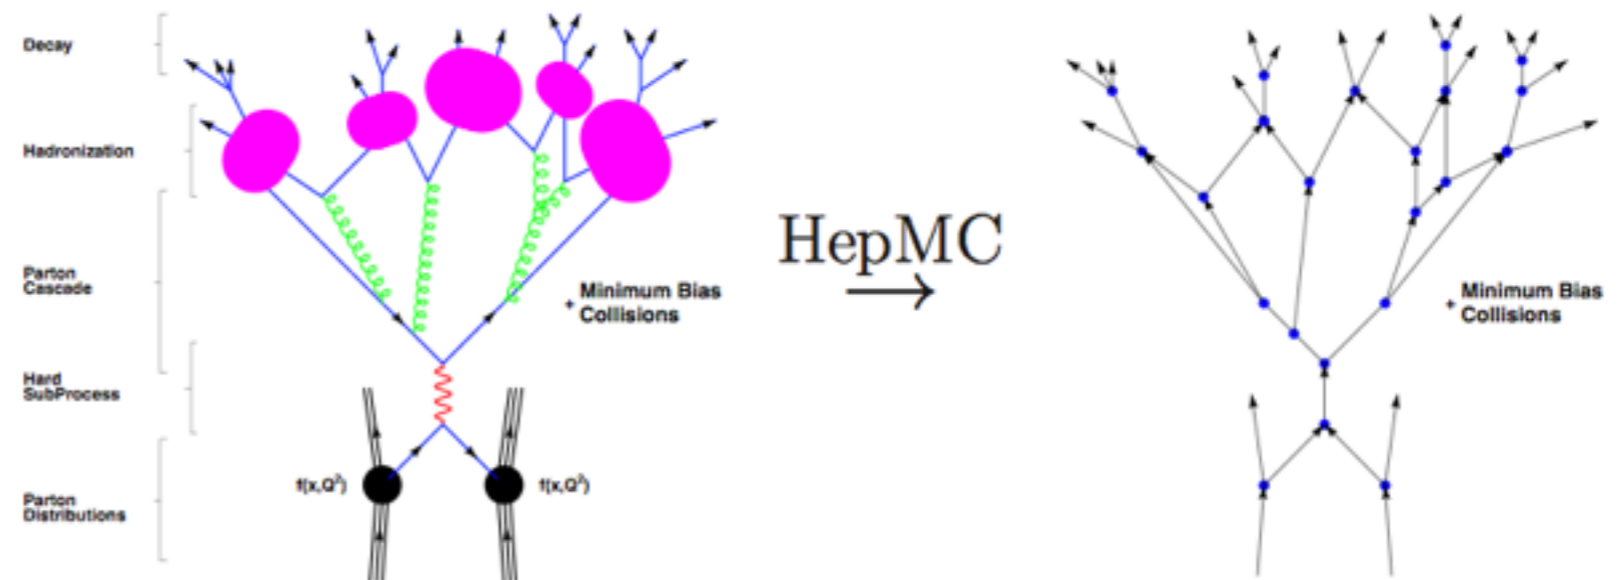 Decay
Hadronization
Parton
Cascade
Hard
SubProcess
Parton
Distributions
+ Minimum Bias
Collisions
f(x,Q²)
f(x,Q²)
HepMC
+ Minimum Bias
Collisions